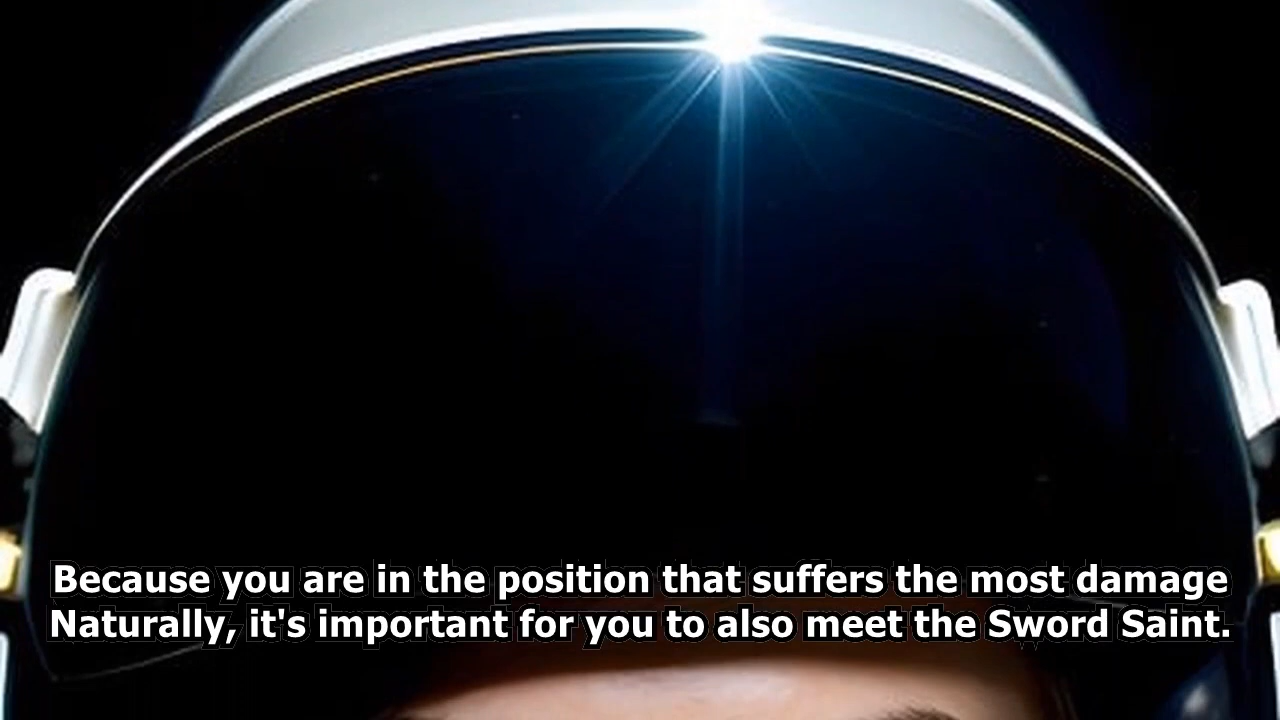 Because you are in the position that suffers the most damage
Naturally, it's important for you to also meet the Sword Saint.